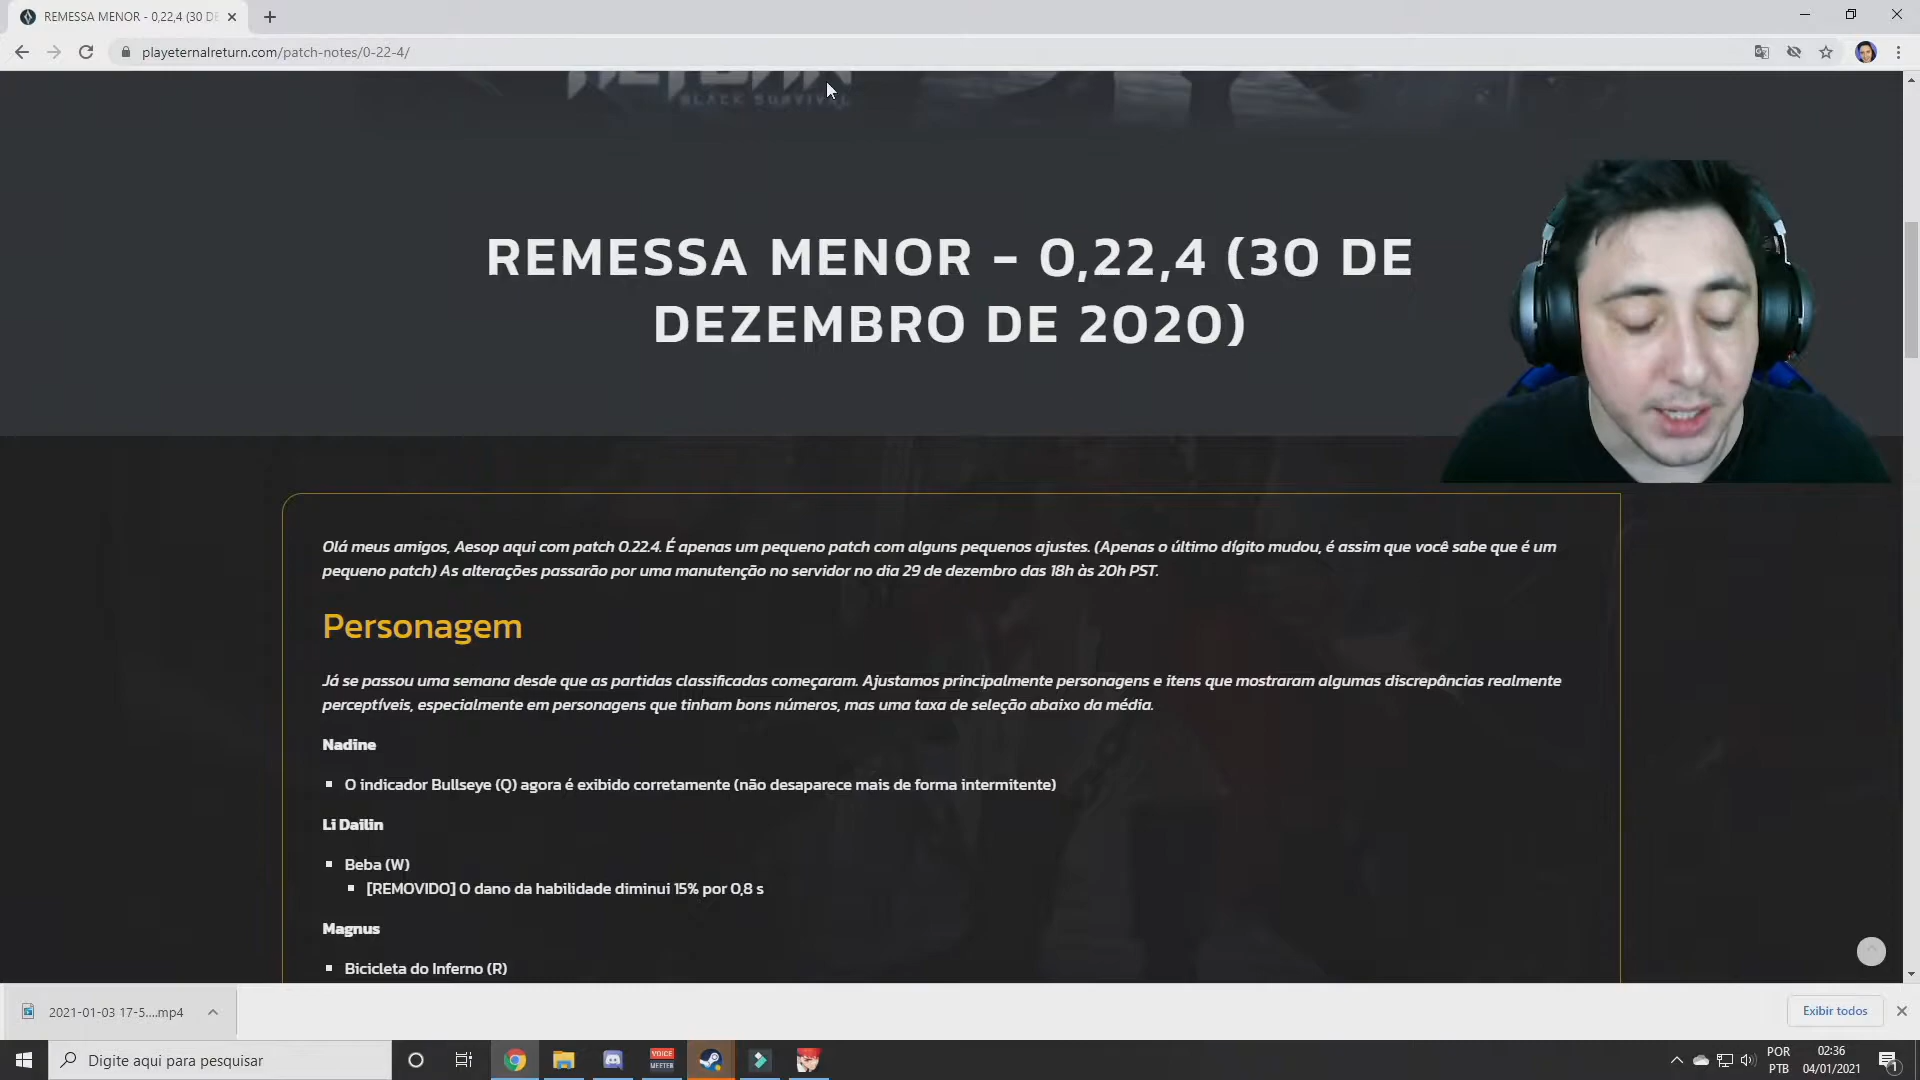 REMESSA MENOR - 0,22,4 (30 DE
playeternalreturn.com/patch-notes/0-22-4/
RETURN
BLACK SURVIVAL
REMESSA MENOR - 0,22,4 (30 DE
DEZEMBRO DE 2020)
Olá meus amigos, Aesop aqui com patch 0.22.4. É apenas um pequeno patch com alguns pequenos ajustes. (Apenas o último dígito mudou, é assim que você sabe que é um
pequeno patch) As alterações passarão por uma manutenção no servidor no dia 29 de dezembro das 18h às 20h PST.
Personagem
Já se passou uma semana desde que as partidas classificadas começaram. Ajustamos principalmente personagens e itens que mostraram algumas discrepâncias realmente
perceptíveis, especialmente em personagens que tinham bons números, mas uma taxa de seleção abaixo da média.
Nadine
O indicador Bullseye (Q) agora é exibido corretamente (não desaparece mais de forma intermitente)
Li Dailin
Beba (W)
[REMOVIDO] O dano da habilidade diminui 15% por 0,8 s
Magnus
Bicicleta do Inferno (R)
2021-01-03 17-5....mp4
Exibir todos
Digite aqui para pesquisar
VOICE
MEETER
POR
PTB
02:36
04/01/2021
1